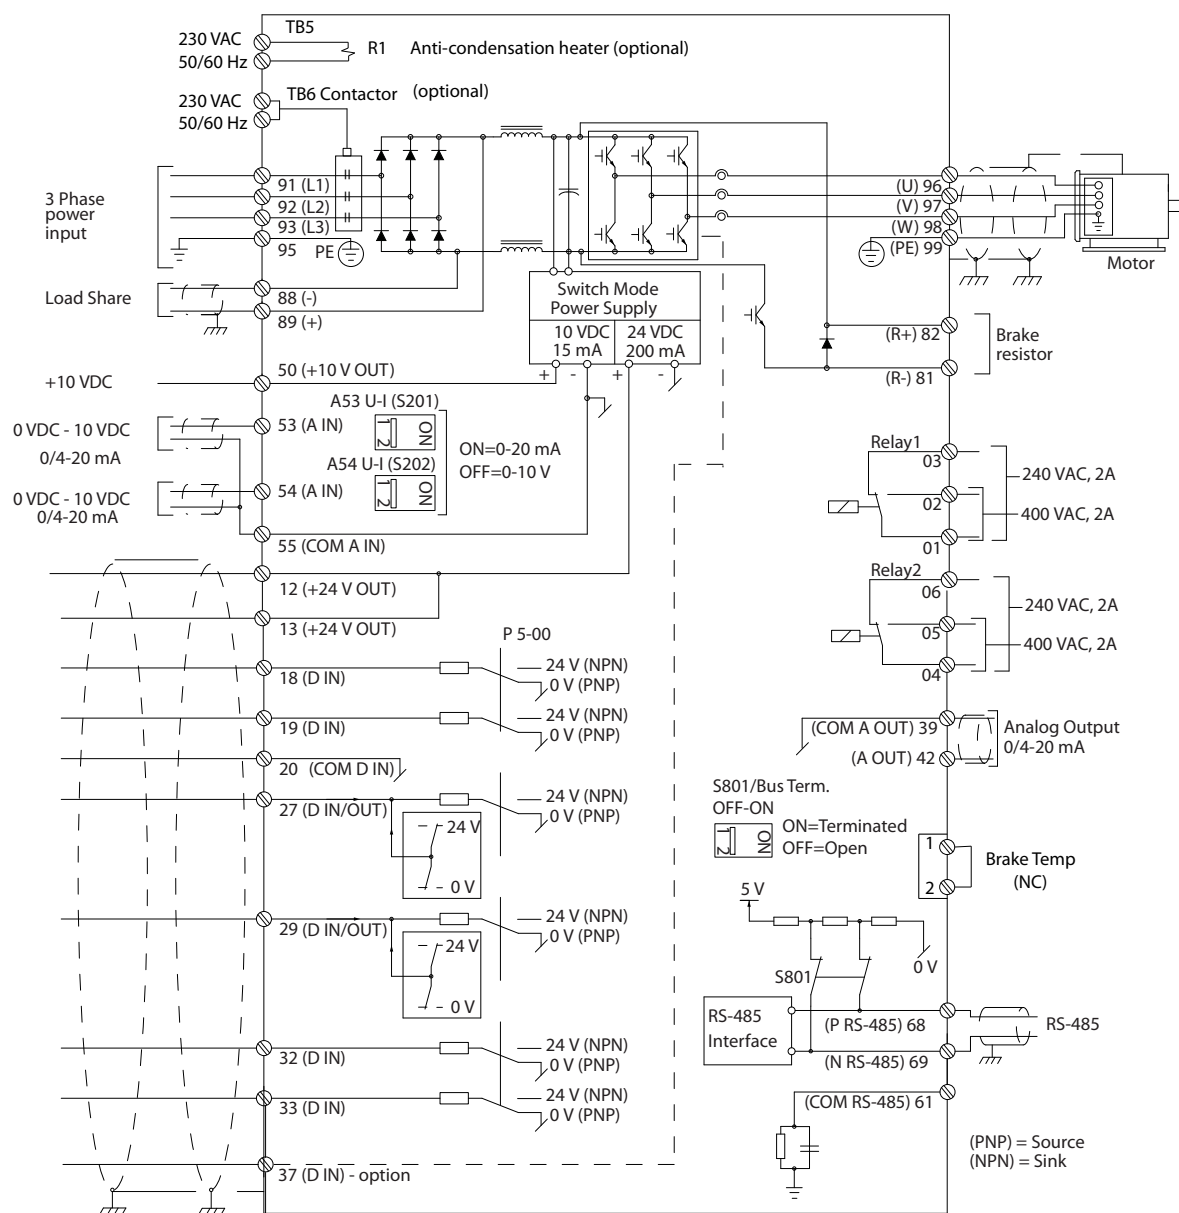 TB5
230 VAC
50/60 Hz
R1
Anti-condensation heater (optional)
TB6 Contactor
(optional)
230 VAC
50/60 Hz
3 Phase
power
input
91 (L1)
92 (L2)
93 (L3)
95
PE
(U) 96
(V) 97
(W) 98
(PE) 99
Motor
Load Share
88 (-)
89 (+)
Switch Mode
Power Supply
10 VDC
15 mA
24 VDC
200 mA
+
-
+
-
(R+) 82
(R-) 81
Brake
resistor
+10 VDC
50 (+10 V OUT)
A53 U-I (S201)
1
2
ON
53 (A IN)
0 VDC - 10 VDC
0/4-20 mA
A54 U-I (S202)
1
2
ON
ON=0-20 mA
OFF=0-10 V
54 (A IN)
0 VDC - 10 VDC
0/4-20 mA
55 (COM A IN)
Relay1
03
02
01
240 VAC, 2A
400 VAC, 2A
12 (+24 V OUT)
13 (+24 V OUT)
Relay2
06
05
04
240 VAC, 2A
400 VAC, 2A
P 5-00
18 (D IN)
24 V (NPN)
0 V (PNP)
19 (D IN)
24 V (NPN)
0 V (PNP)
20 (COM D IN)
27 (D IN/OUT)
24 V (NPN)
0 V (PNP)
24 V
0 V
29 (D IN/OUT)
24 V (NPN)
0 V (PNP)
24 V
0 V
32 (D IN)
24 V (NPN)
0 V (PNP)
33 (D IN)
24 V (NPN)
0 V (PNP)
37 (D IN) - option
(COM A OUT) 39
(A OUT) 42
Analog Output
0/4-20 mA
S801/Bus Term.
OFF-ON
1
2
ON
ON=Terminated
OFF=Open
1
2
Brake Temp
(NC)
5 V
0 V
S801
RS-485
Interface
(P RS-485) 68
(N RS-485) 69
RS-485
(COM RS-485) 61
(PNP) = Source
(NPN) = Sink